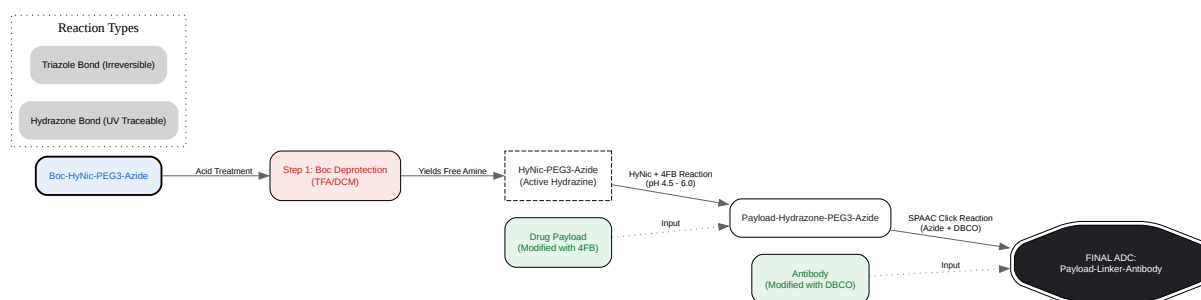 Reaction Types
Triazole Bond (Irreversible)
Hydrazone Bond (UV Traceable)
Boc-HyNic-PEG3-Azide
Acid Treatment
Step 1: Boc Deprotection
(TFA/DCM)
Yields Free Amine
HyNic-PEG3-Azide
(Active Hydrazine)
HyNic + 4FB Reaction
(pH 4.5 - 6.0)
Drug Payload
(Modified with 4FB)
Input
Payload-Hydrazone-PEG3-Azide
SPAAC Click Reaction
(Azide + DBCO)
Antibody
(Modified with DBCO)
Input
FINAL ADC:
Payload-Linker-Antibody